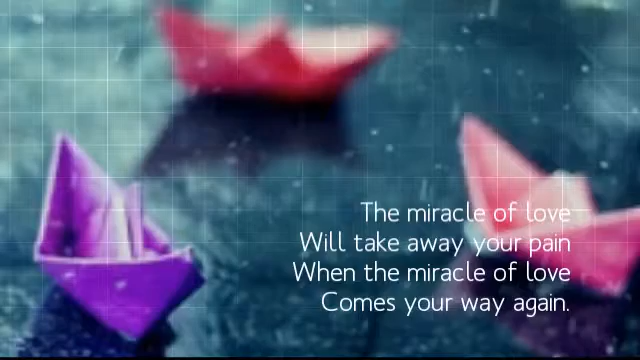 The miracle of love
Will take away your pain
When the miracle of love
Comes your way again.